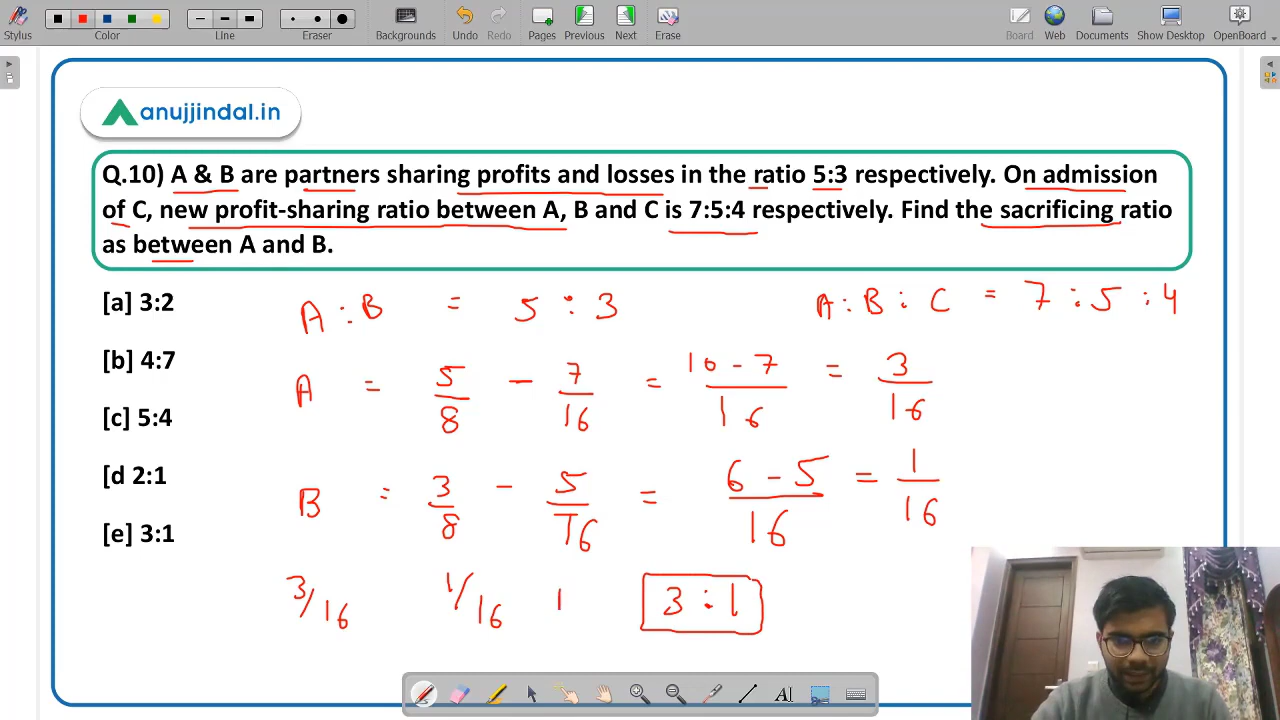 Stylus Color Line Eraser Backgrounds Undo Redo Pages Previous Next Erase Board Web Documents Show Desktop OpenBoard
anujjindal.in
Q.10) A & B are partners sharing profits and losses in the ratio 5:3 respectively. On admission
of C, new profit-sharing ratio between A, B and C is 7:5:4 respectively. Find the sacrificing ratio
as between A and B.
[a] 3:2
A : B = 5 : 3
A : B : C = 7 : 5 : 4
[b] 4:7
A = 5/8 - 7/16 = 10 - 7/16 = 3/16
[c] 5:4
[d 2:1
B = 3/8 - 5/16 = 6 - 5/16 = 1/16
[e] 3:1
3/16 1/16 1 3 : 1